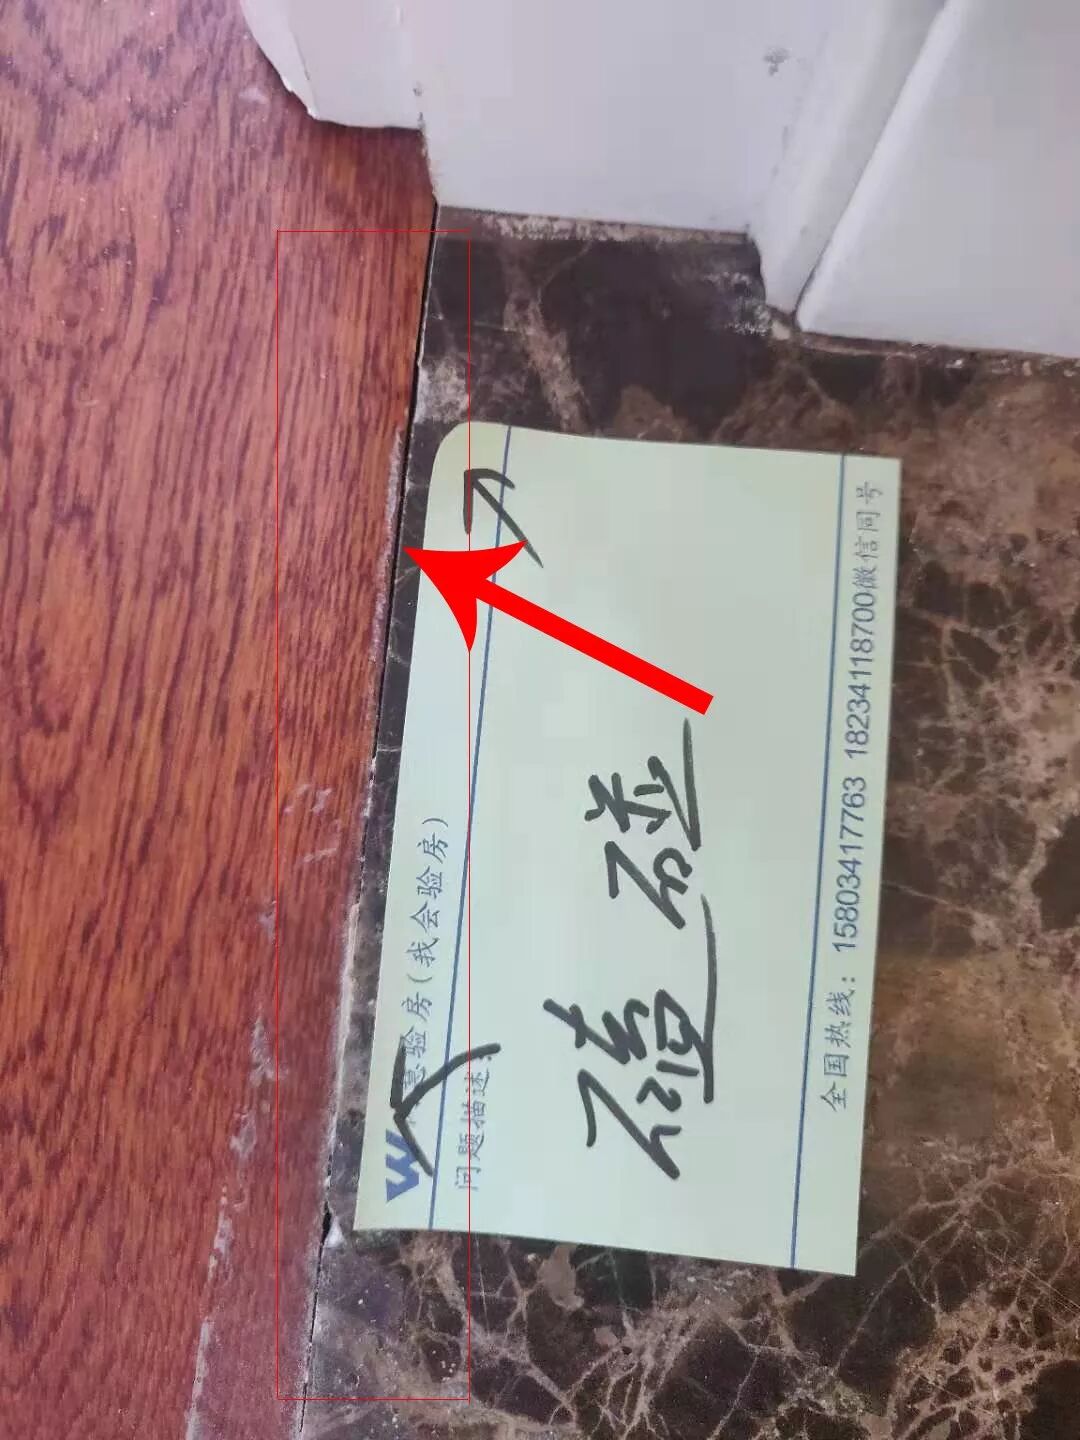 W 惠验房(我会验房)
问题描述:
磕碰
全国热线: 15803417763 18234118700微信同号